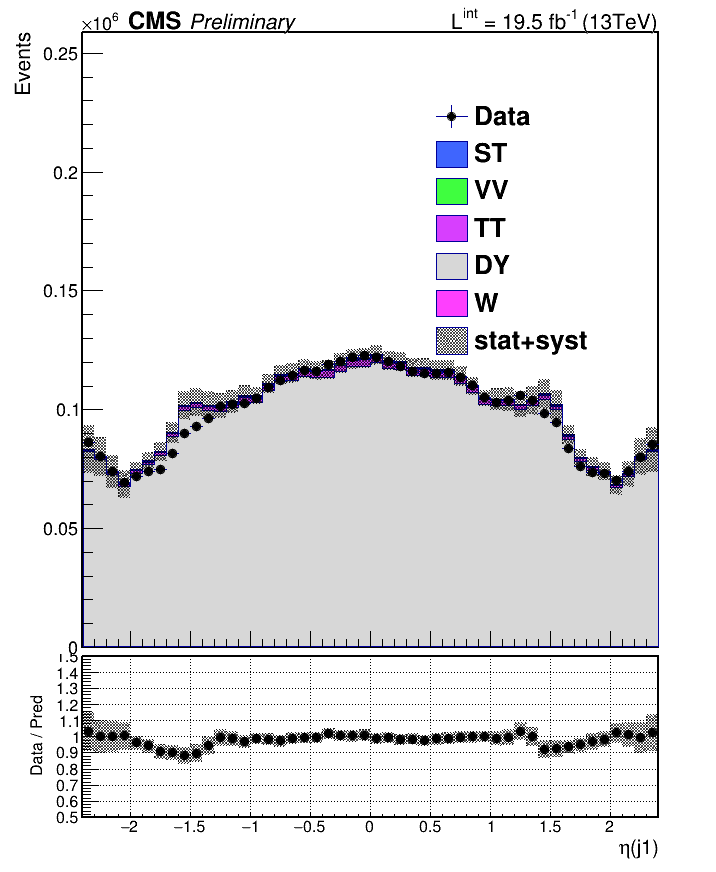 ×10⁶ CMS Preliminary L^int = 19.5 fb⁻¹ (13TeV)
Events
0.25
0.2
0.15
0.1
0.05
0
Data
ST
VV
TT
DY
W
stat+syst
Data / Pred
1.5
1.4
1.3
1.2
1.1
1
0.9
0.8
0.7
0.6
0.5
−2 −1.5 −1 −0.5 0 0.5 1 1.5 2
η(j1)